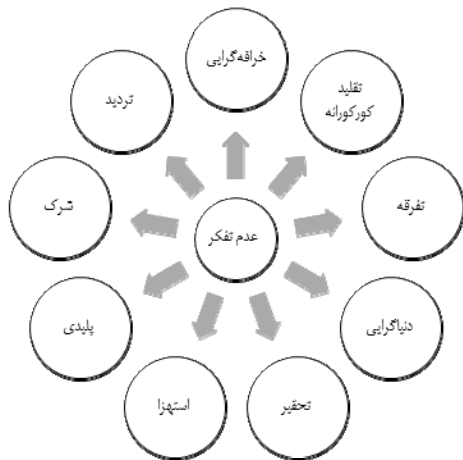 خرافه‌گرایی
تقلید
کورکورانه
تفرقه
دنیاگرایی
تحقیر
استهزا
پلیدی
شرک
تردید
عدم تفکر